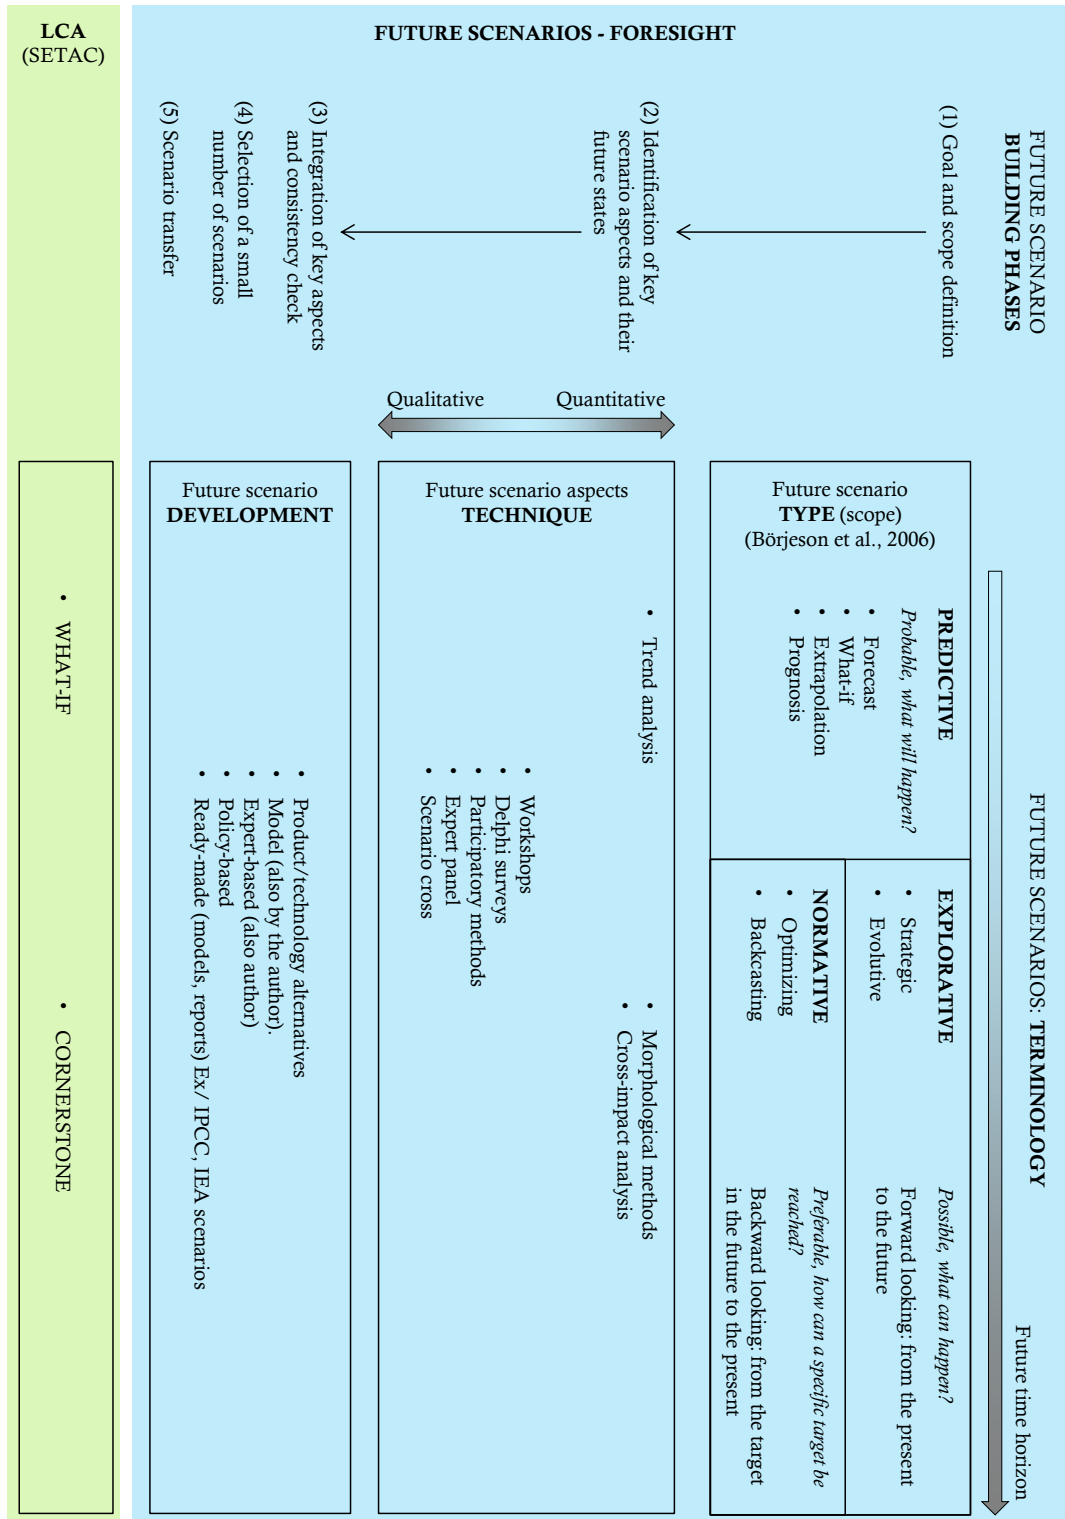 FUTURE SCENARIO
BUILDING PHASES
FUTURE SCENARIOS: TERMINOLOGY
Future time horizon
FUTURE SCENARIOS - FORESIGHT
(1) Goal and scope definition
Future scenario
TYPE (scope)
(Börjeson et al., 2006)
PREDICTIVE
Probable, what will happen?
• Forecast
• What-if
• Extrapolation
• Prognosis
EXPLORATIVE
• Strategic
• Evolutive
Possible, what can happen?
Forward looking: from the present
to the future
NORMATIVE
• Optimizing
• Backcasting
Preferable, how can a specific target be
reached?
Backward looking: from the target
in the future to the present
(2) Identification of key
scenario aspects and their
future states
Quantitative
Qualitative
Future scenario aspects
TECHNIQUE
• Trend analysis
• Workshops
• Delphi surveys
• Participatory methods
• Expert panel
• Scenario cross
• Morphological methods
• Cross-impact analysis
(3) Integration of key aspects
and consistency check
(4) Selection of a small
number of scenarios
(5) Scenario transfer
Future scenario
DEVELOPMENT
• Product/technology alternatives
• Model (also by the author).
• Expert-based (also author)
• Policy-based
• Ready-made (models, reports) Ex/ IPCC, IEA scenarios
LCA
(SETAC)
• WHAT-IF
• CORNERSTONE